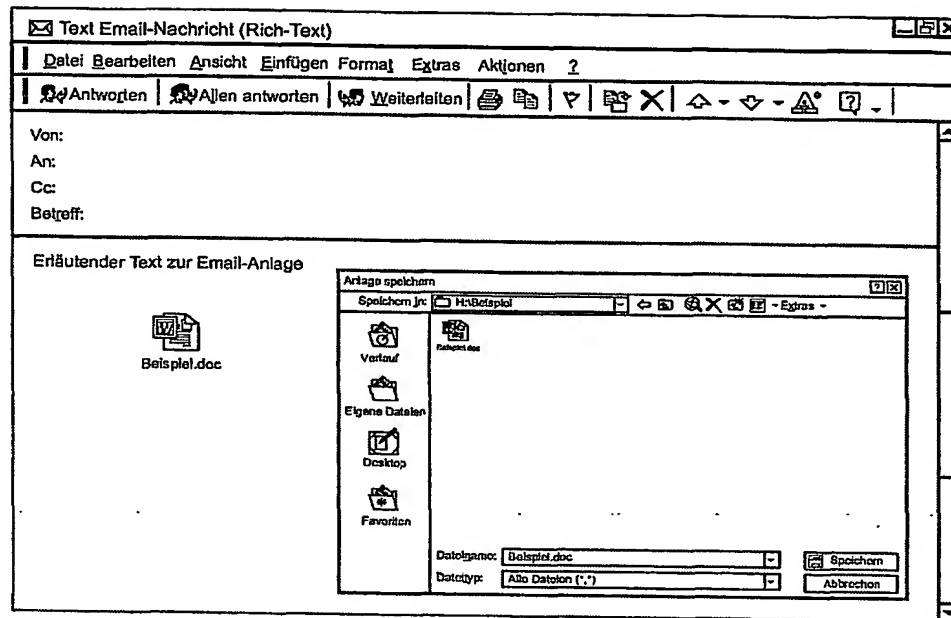 Text Email-Nachricht (Rich-Text)
Datei Bearbeiten Ansicht Einfügen Format Extras Aktionen ?
Antworten Allen antworten Weiterleiten
Von:
An:
Cc:
Betreff:
Erläutender Text zur Email-Anlage
Beispiel.doc
Anlage speichern
Speichern in: H:\Beispiel Extras
Beispiel.doc
Verlauf
Eigene Dateien
Desktop
Favoriten
Dateiname: Beispiel.doc Speichern
Dateityp: Alle Dateien (*.*) Abbrechen